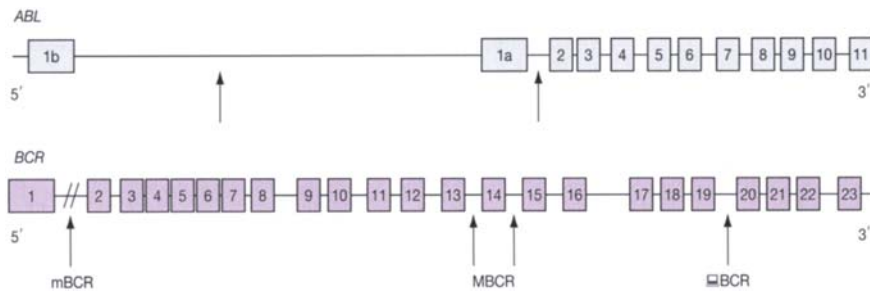 ABL
1b 1a 2 3 4 5 6 7 8 9 10 11
5′ 3′
BCR
1 2 3 4 5 6 7 8 9 10 11 12 13 14 15 16 17 18 19 20 21 22 23
5′ 3′
mBCR MBCR BCR